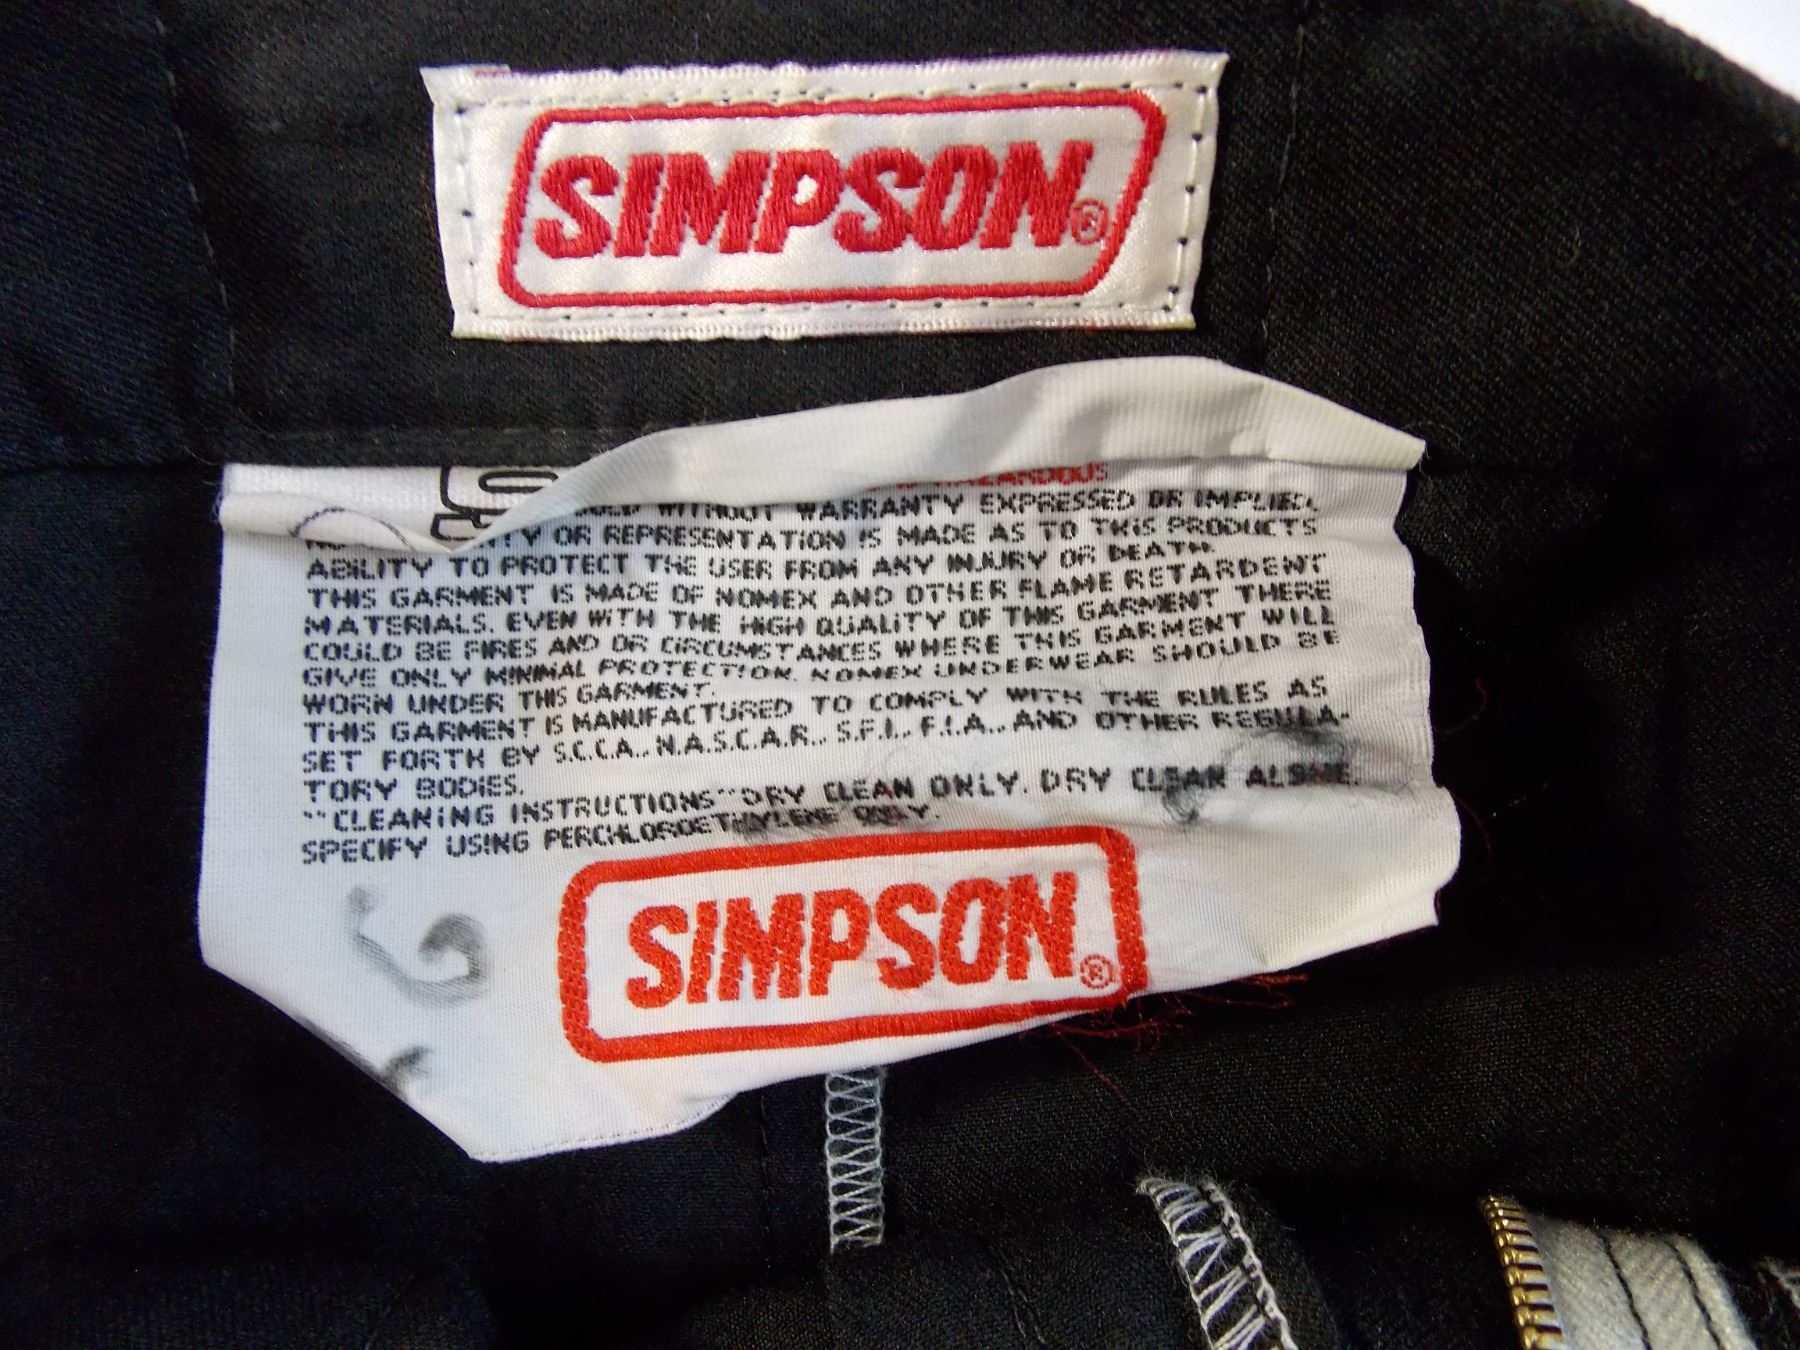 SIMPSON®
HAZARDOUS
SOLD WITHOUT WARRANTY EXPRESSED OR IMPLIED.
OR REPRESENTATION IS MADE AS TO THIS PRODUCTS
ABILITY TO PROTECT THE USER FROM ANY INJURY OR DEATH.
THIS GARMENT IS MADE OF NOMEX AND OTHER FLAME RETARDENT
MATERIALS. EVEN WITH THE HIGH QUALITY OF THIS GARMENT THERE
COULD BE FIRES AND OR CIRCUMSTANCES WHERE THIS GARMENT WILL
GIVE ONLY MINIMAL PROTECTION. NOMEX UNDERWEAR SHOULD BE
WORN UNDER THIS GARMENT.
THIS GARMENT IS MANUFACTURED TO COMPLY WITH THE RULES AS
SET FORTH BY S.C.C.A., N.A.S.C.A.R., S.F.I., F.I.A., AND OTHER REGULA-
TORY BODIES.
"CLEANING INSTRUCTIONS" DRY CLEAN ONLY. DRY CLEAN ALONE.
SPECIFY USING PERCHLOROETHYLENE ONLY.
SIMPSON®